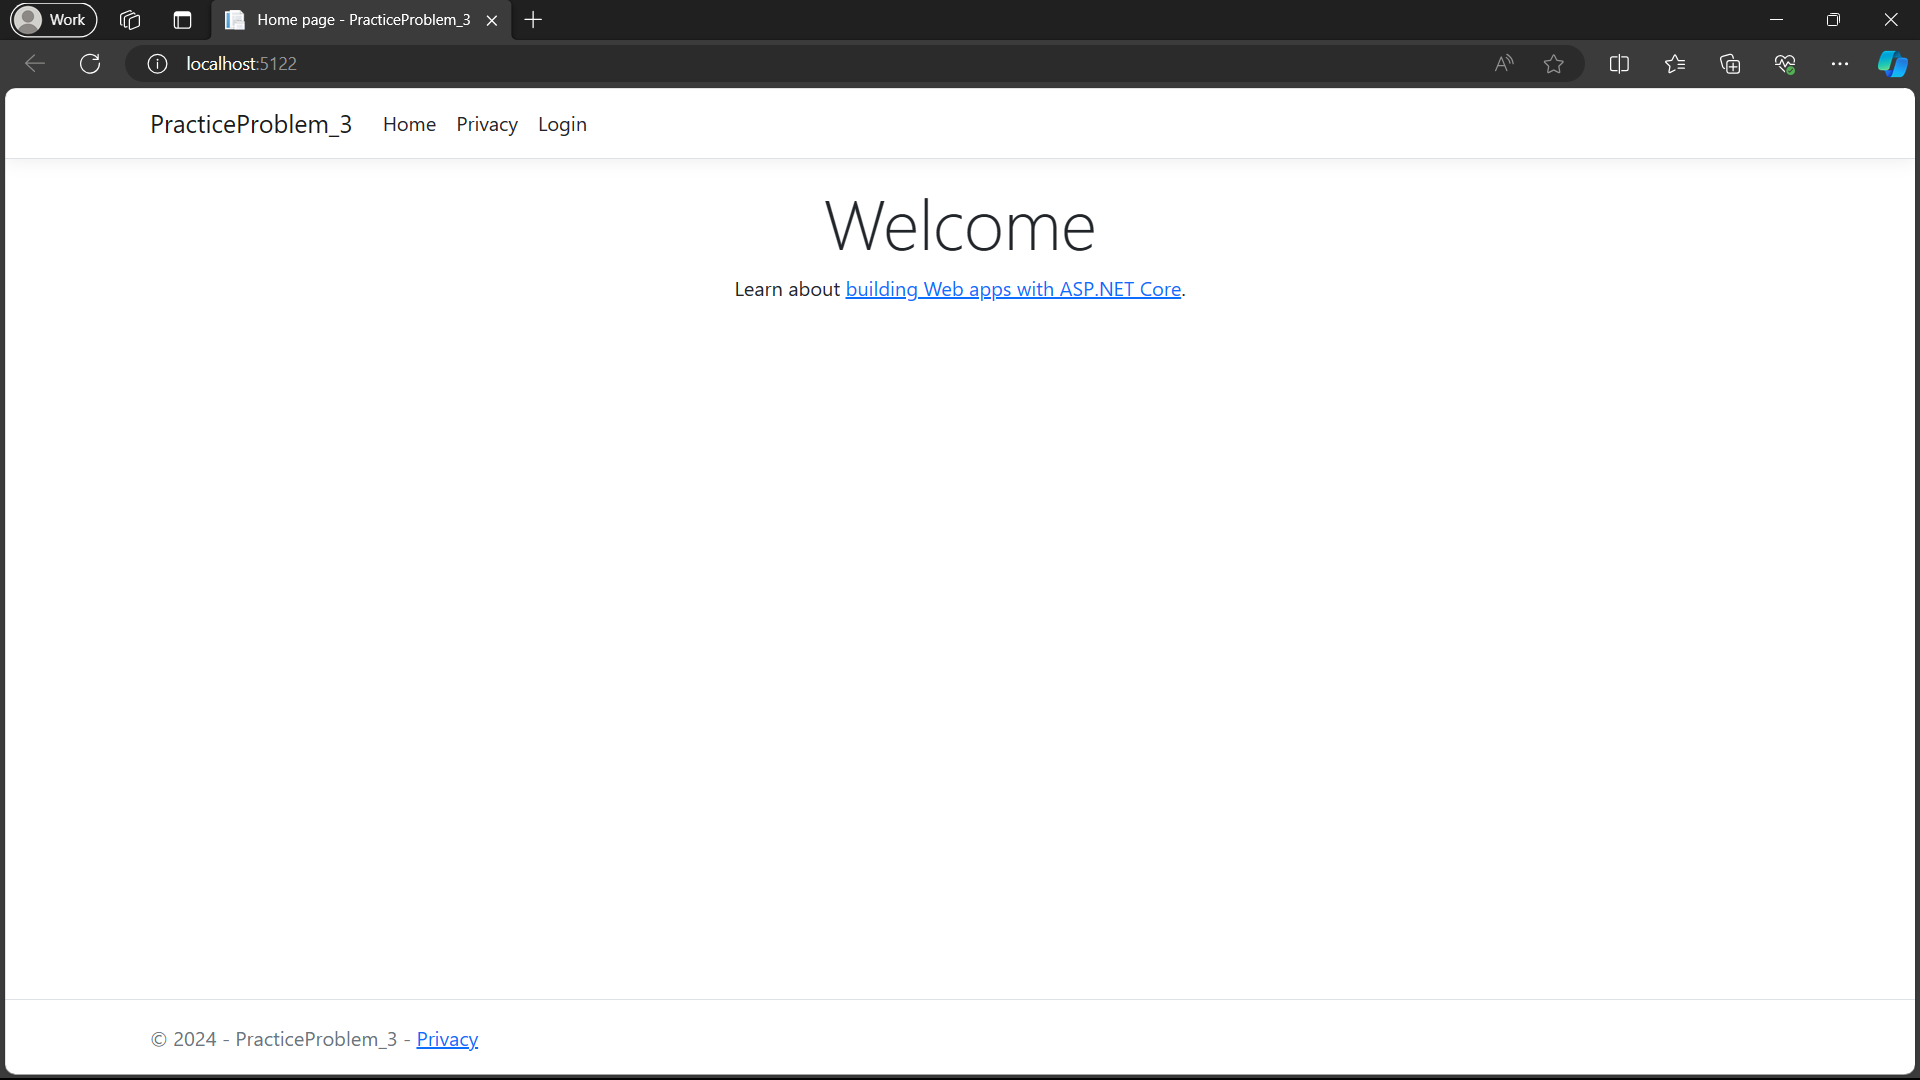 Work
Home page - PracticeProblem_3
localhost:5122
PracticeProblem_3 Home Privacy Login
Welcome
Learn about building Web apps with ASP.NET Core.
© 2024 - PracticeProblem_3 - Privacy